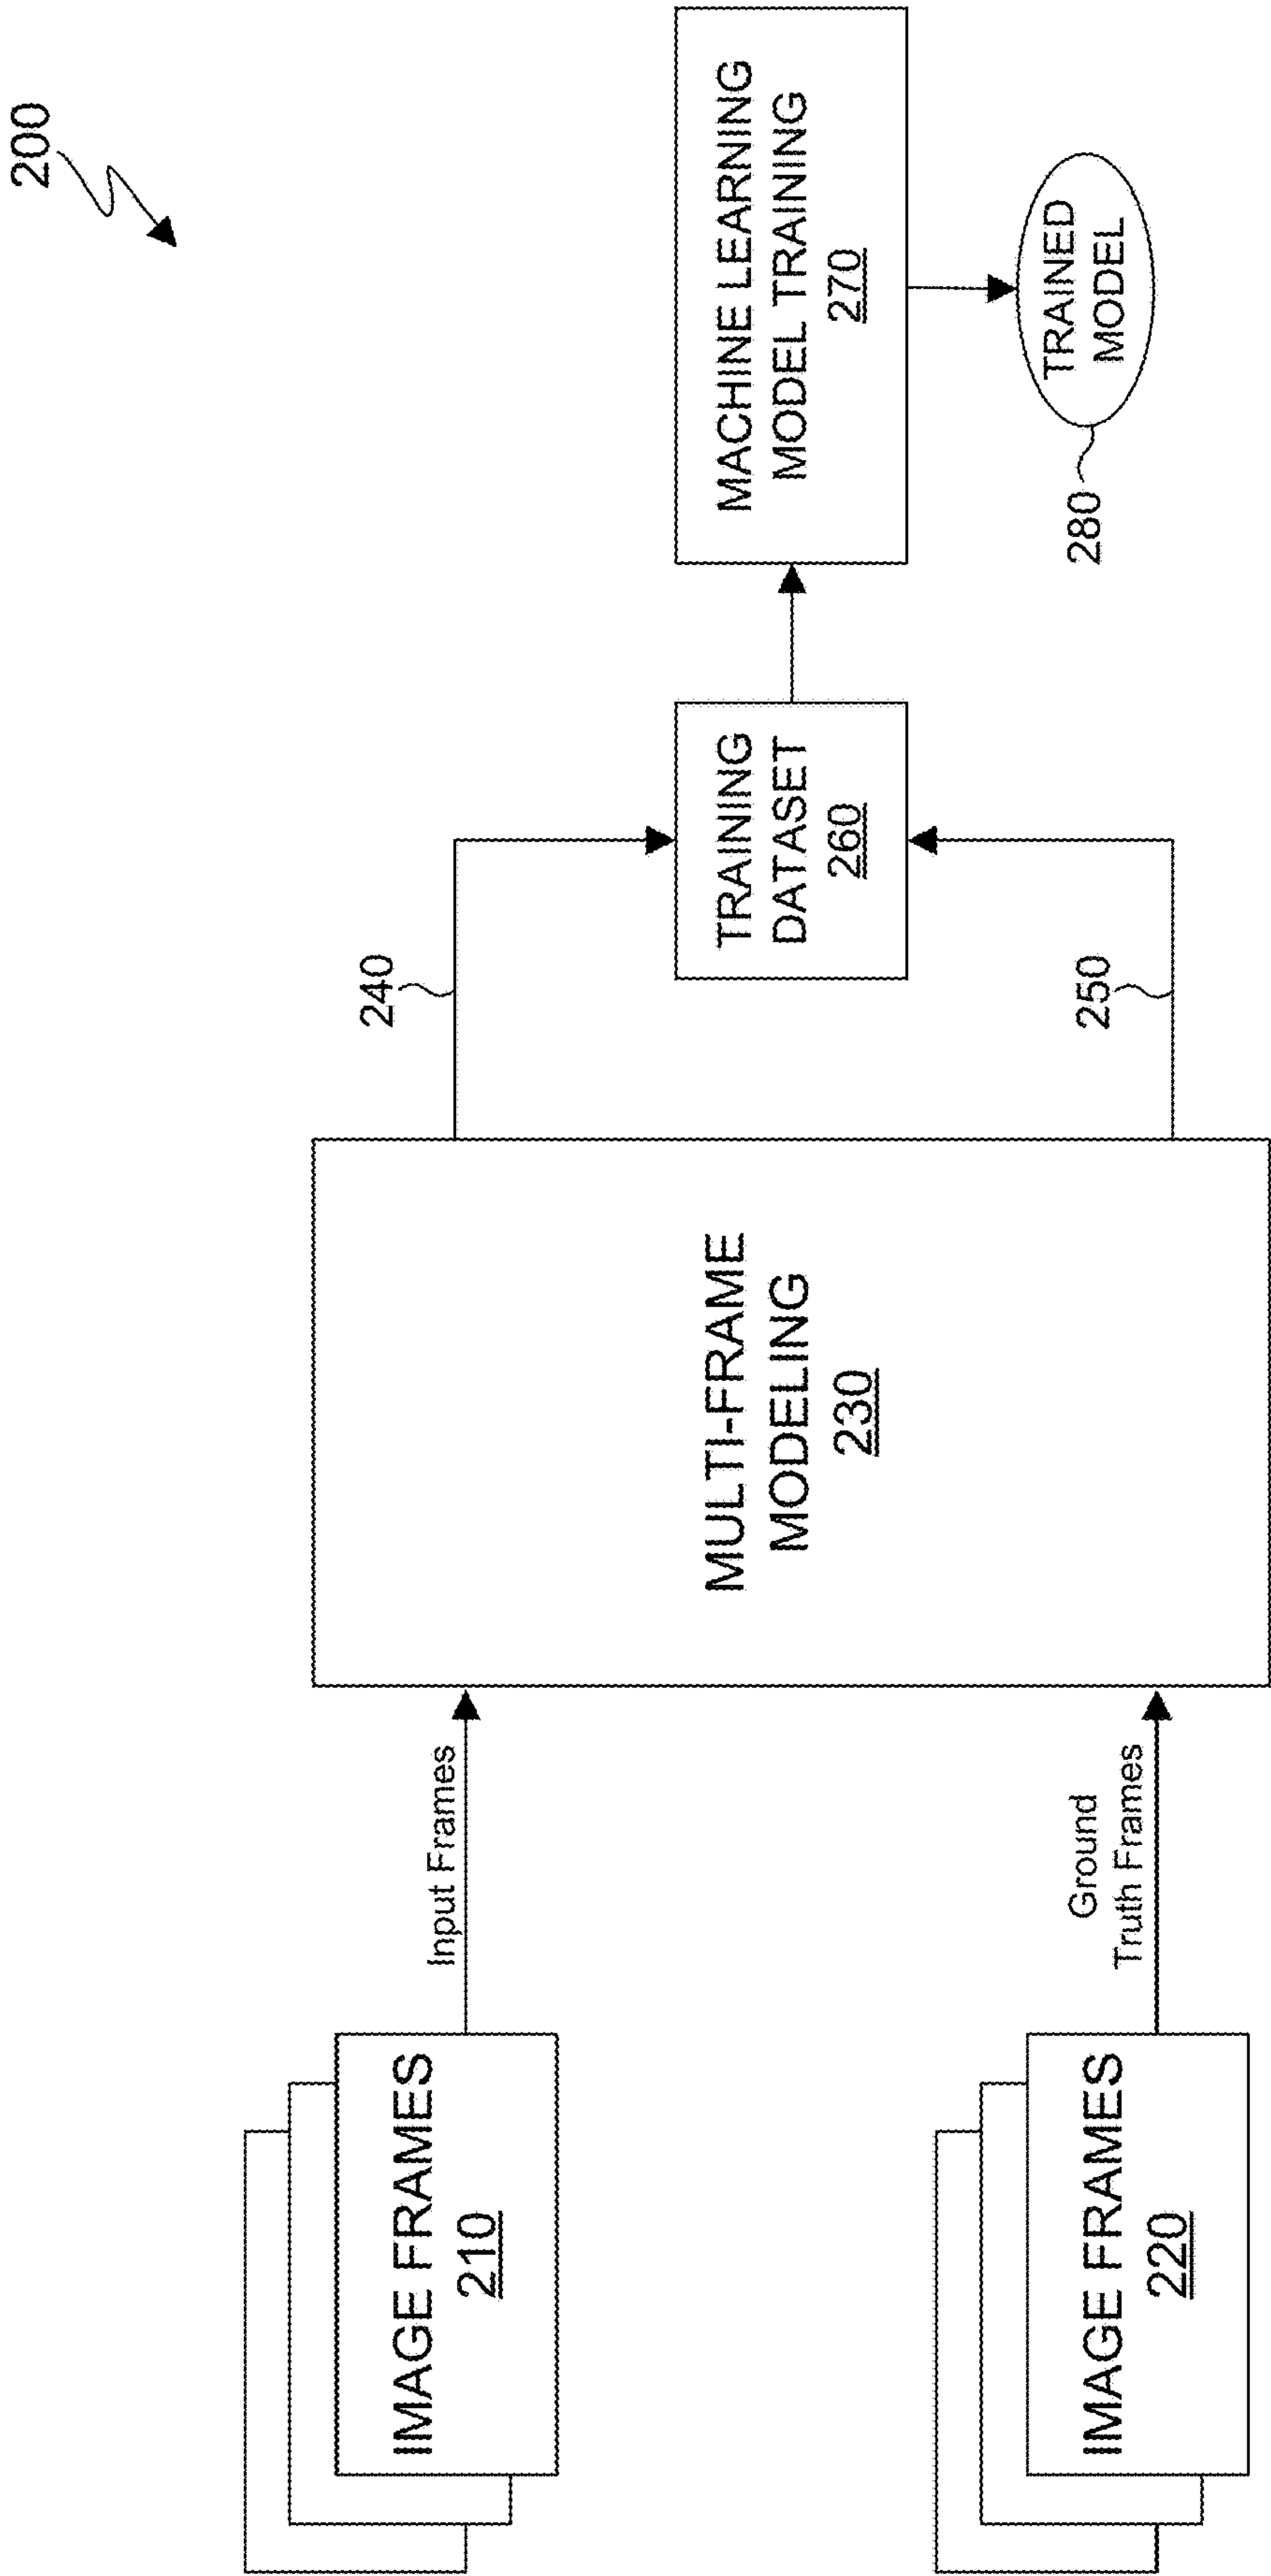 200
IMAGE FRAMES
210
Input Frames
IMAGE FRAMES
220
Ground
Truth Frames
MULTI-FRAME
MODELING
230
240
250
TRAINING
DATASET
260
MACHINE LEARNING
MODEL TRAINING
270
TRAINED
MODEL
280